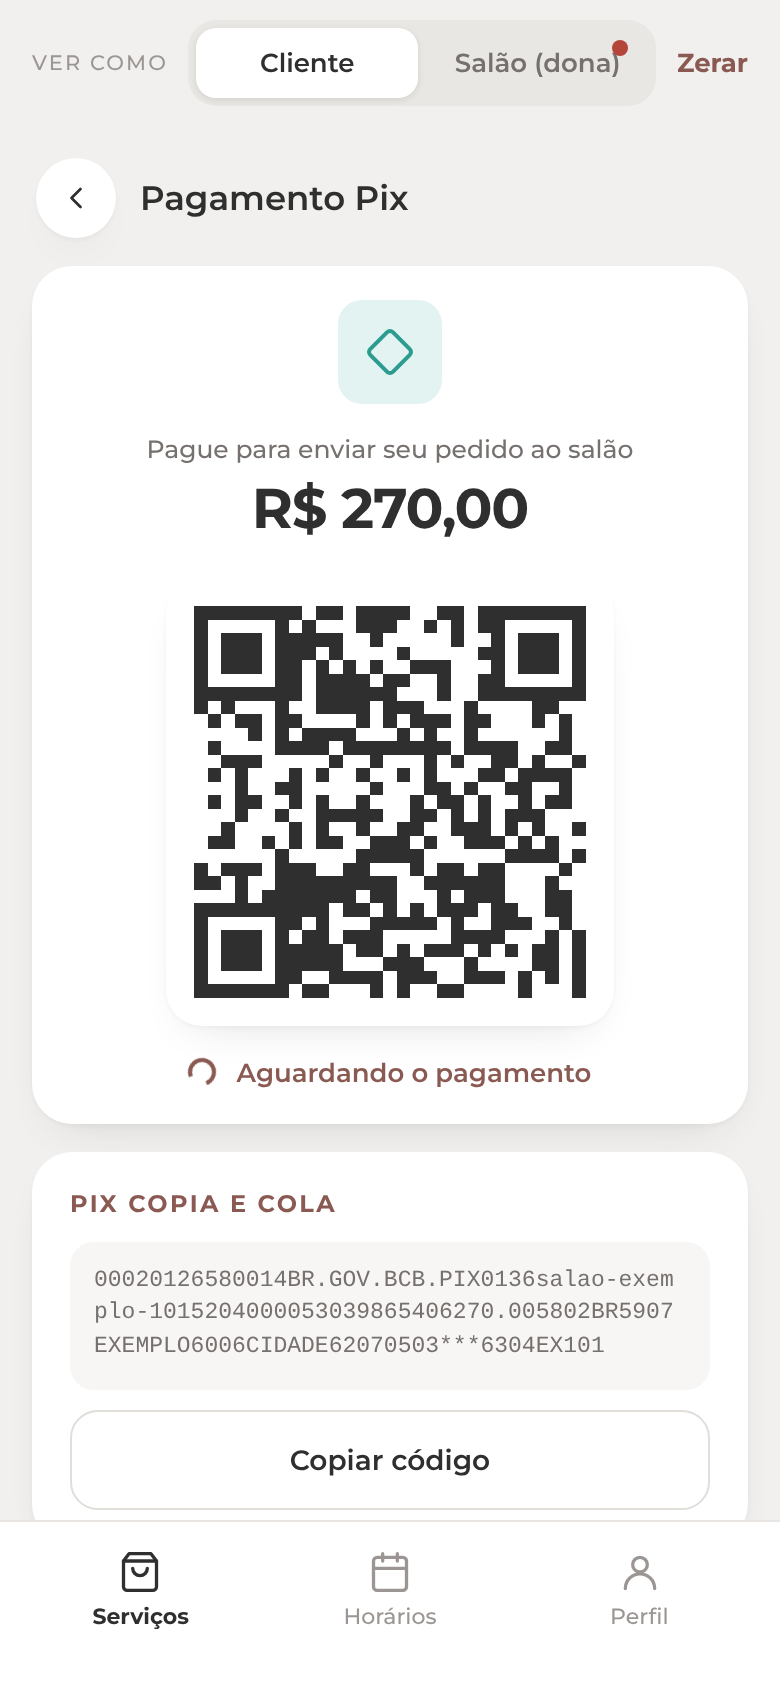 VER COMO
Cliente
Salão (dona)
Zerar
Pagamento Pix
Pague para enviar seu pedido ao salão
R$ 270,00
Aguardando o pagamento
PIX COPIA E COLA
00020126580014BR.GOV.BCB.PIX0136salao-exem
plo-1015204000053039865406270.005802BR5907
EXEMPLO6006CIDADE62070503***6304EX101
Copiar código
Serviços
Horários
Perfil